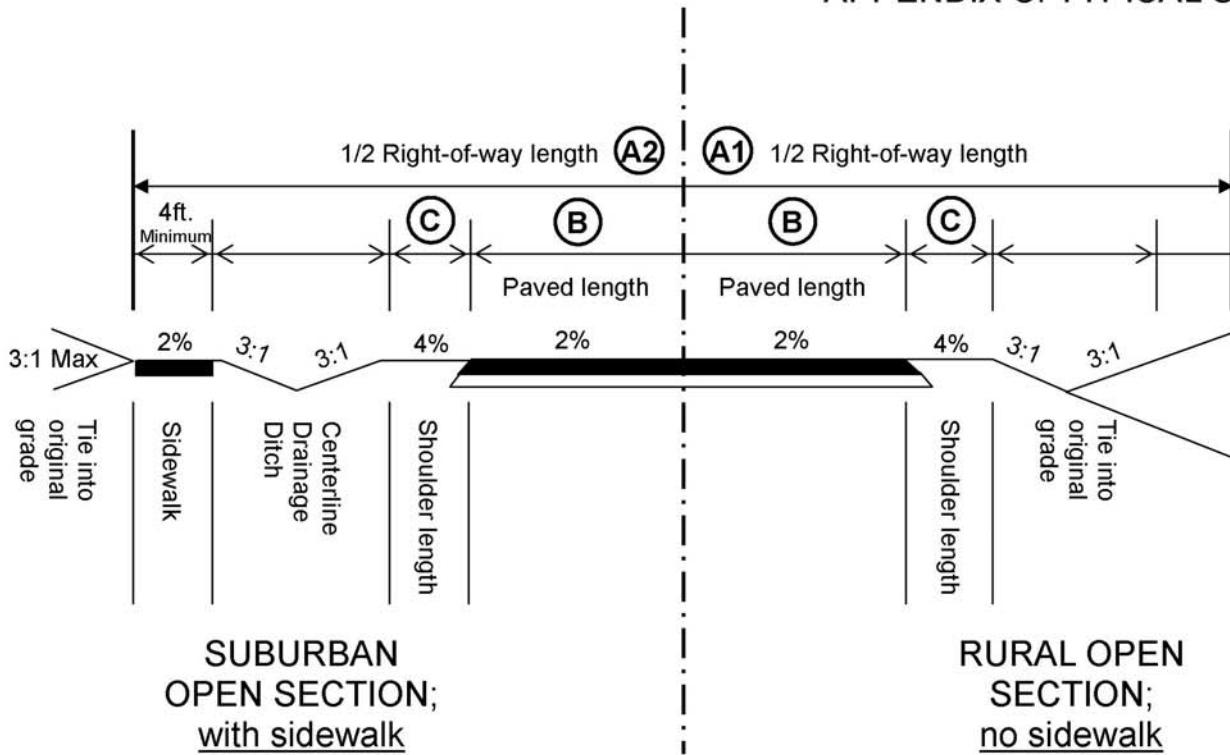 1/2 Right-of-way length A2 A1 1/2 Right-of-way length
4ft.
Minimum
C B B C
Paved length Paved length
3:1 Max 2% 3:1 3:1 4% 2% 2% 4% 3:1 3:1
Tie into
original
grade
Sidewalk
Centerline
Drainage
Ditch
Shoulder length
Shoulder length
Tie into
original
grade
SUBURBAN
OPEN SECTION;
with sidewalk
RURAL OPEN
SECTION;
no sidewalk